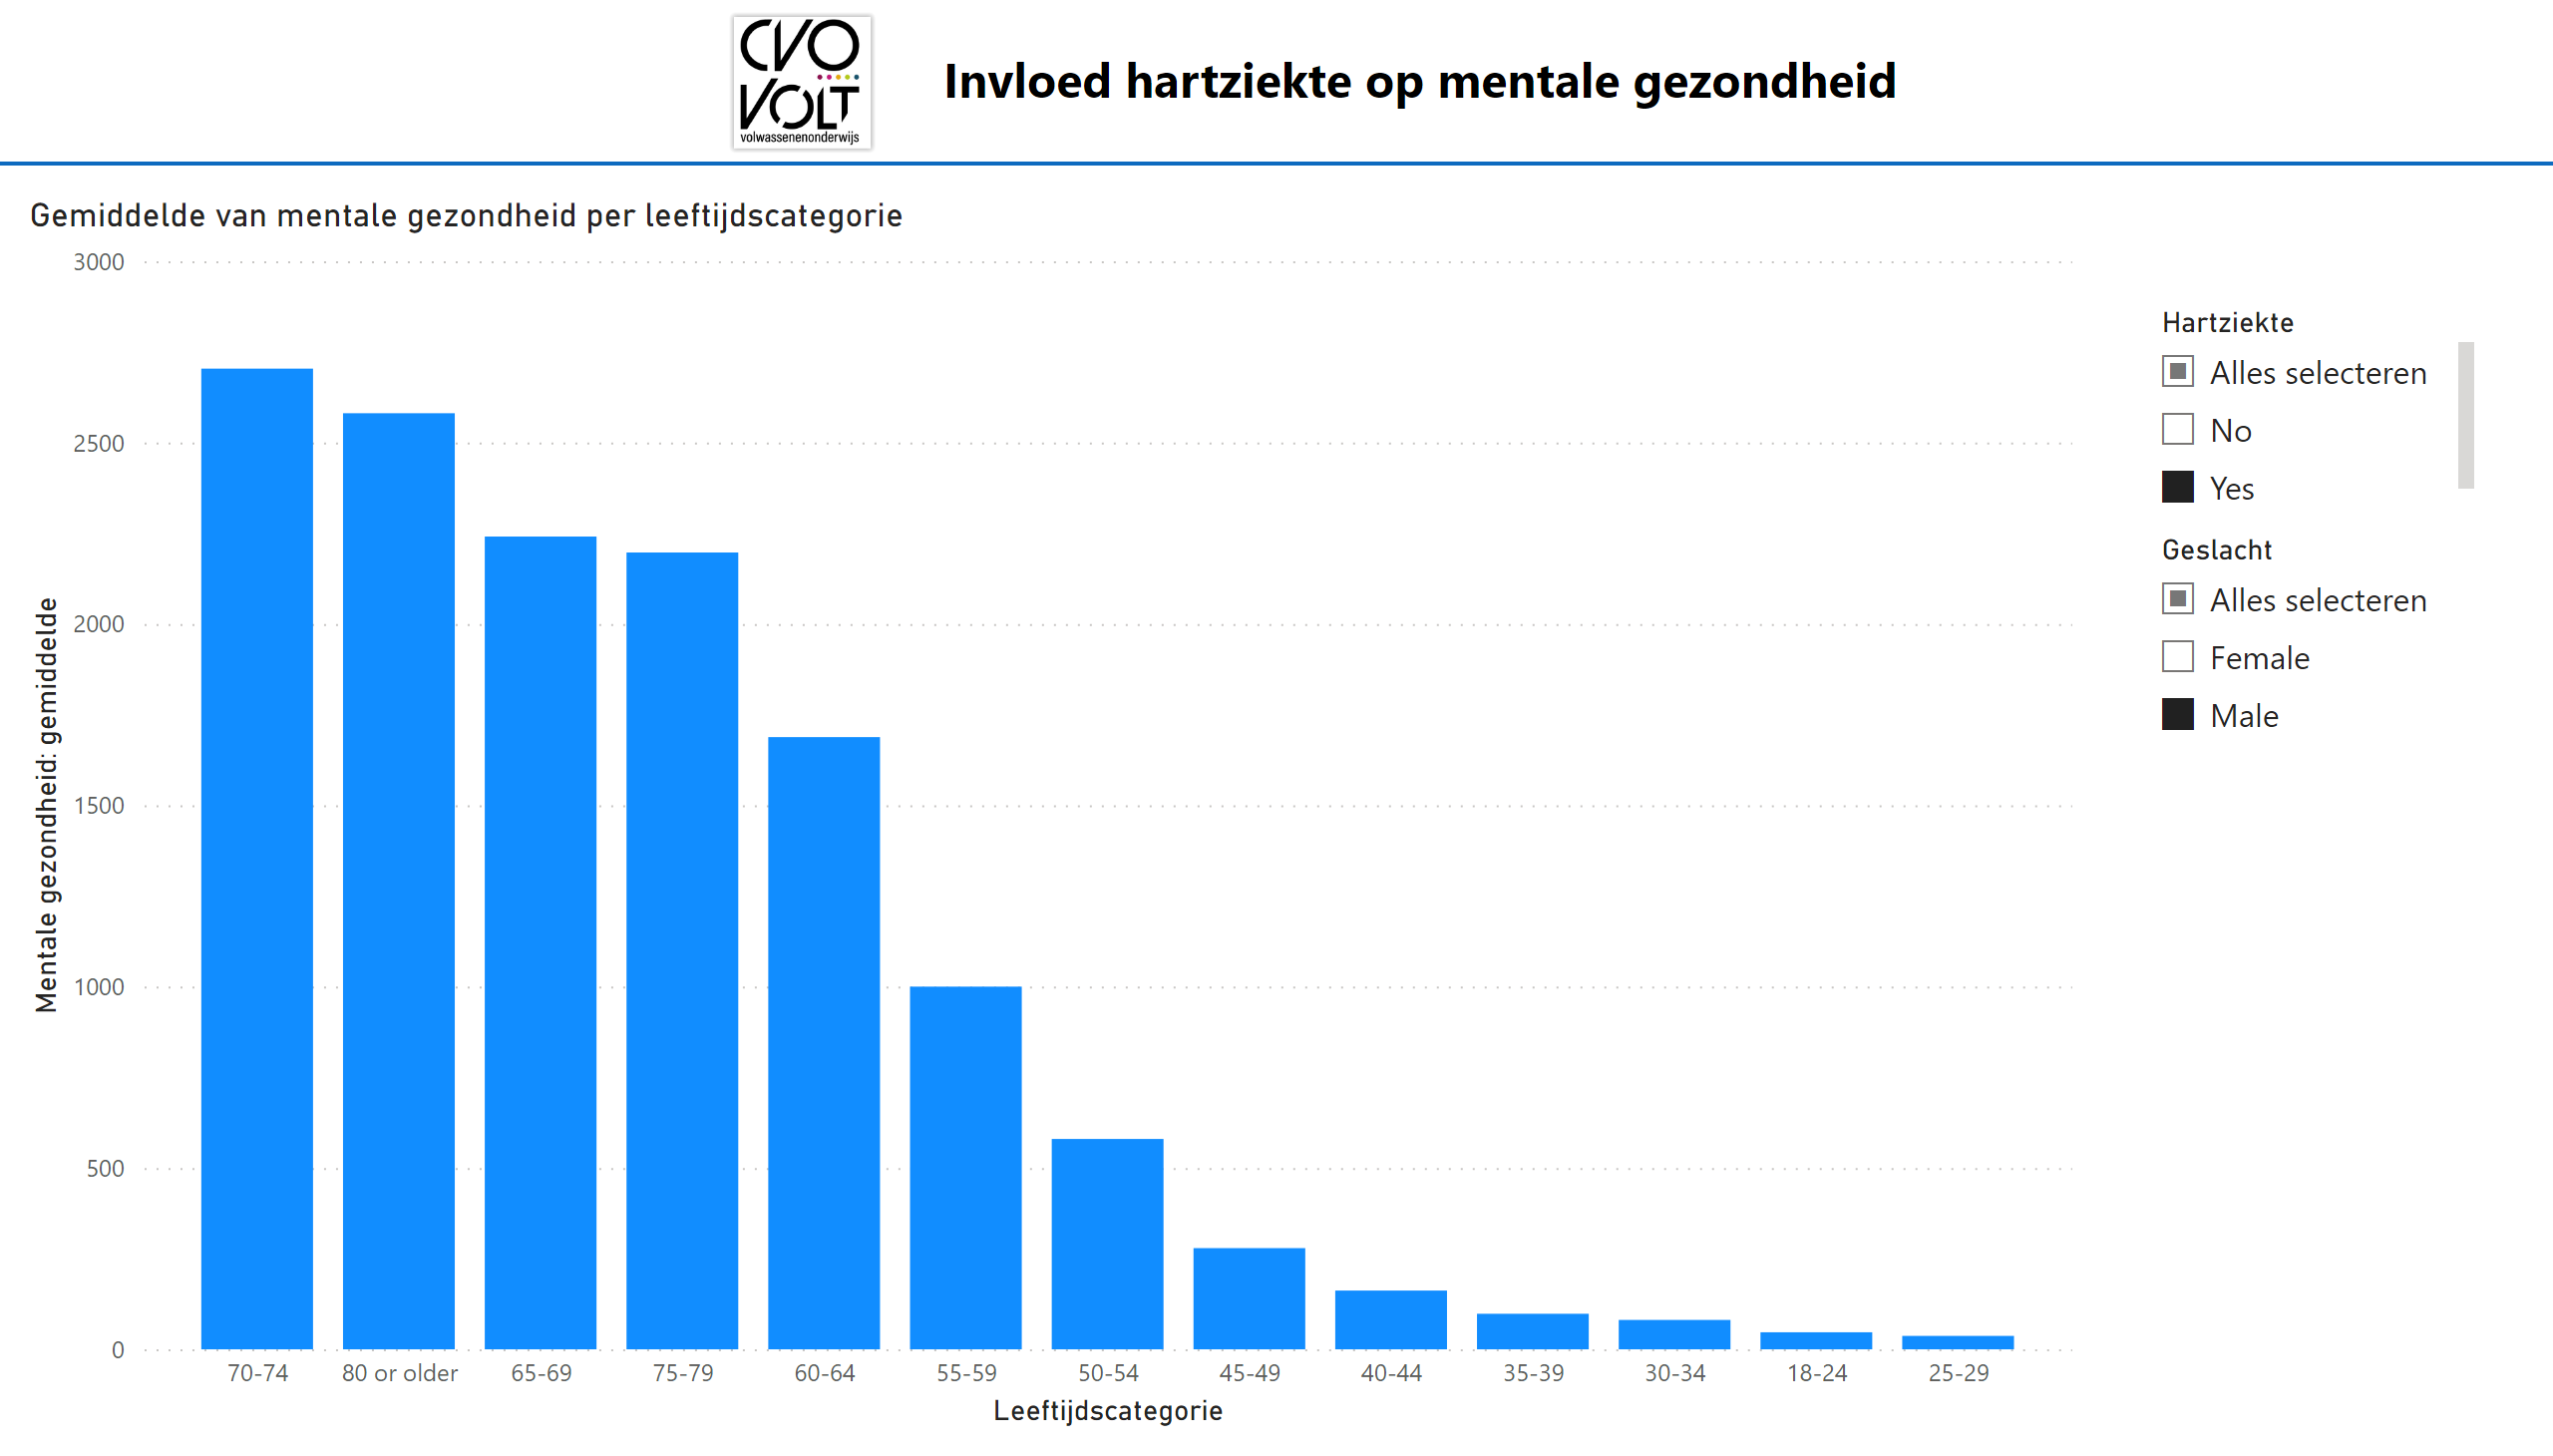 CVO
VOLT
volwassenenonderwijs
Invloed hartziekte op mentale gezondheid
Gemiddelde van mentale gezondheid per leeftijdscategorie
Mentale gezondheid: gemiddelde
3000
2500
2000
1500
1000
500
0
70-74 80 or older 65-69 75-79 60-64 55-59 50-54 45-49 40-44 35-39 30-34 18-24 25-29
Leeftijdscategorie
Hartziekte
Alles selecteren
No
Yes
Geslacht
Alles selecteren
Female
Male